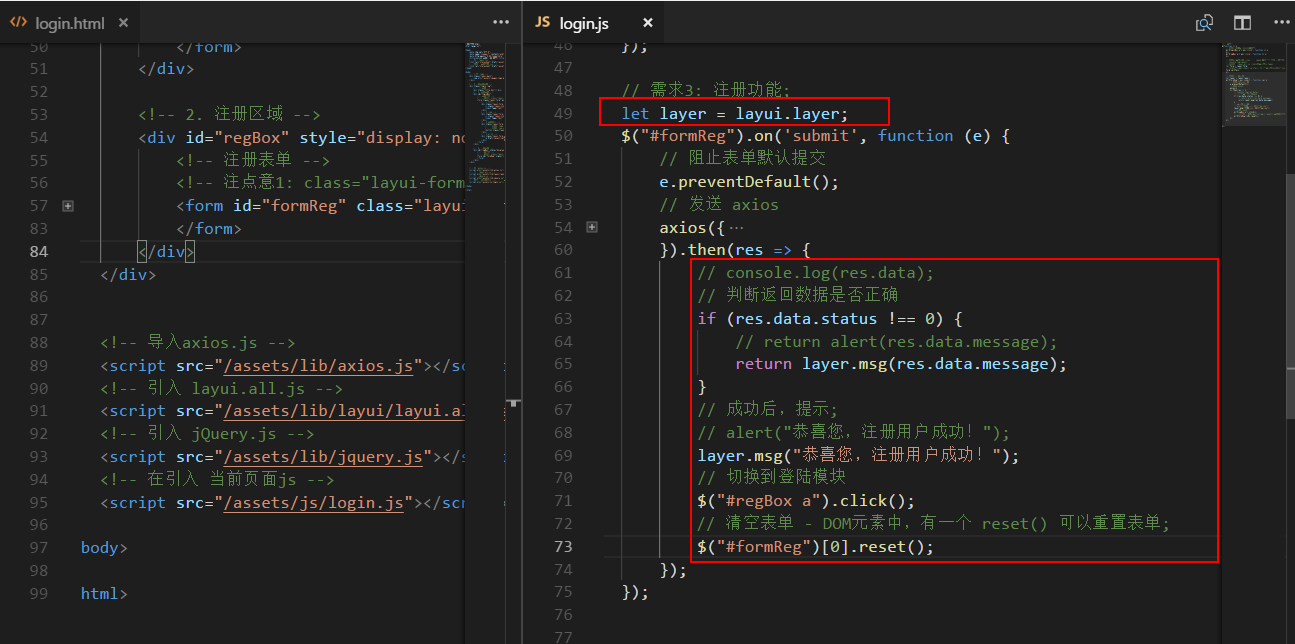 login.html
50 </form>
51 </div>
52
53 <!-- 2. 注册区域 -->
54 <div id="regBox" style="display: no
55 <!-- 注册表单 -->
56 <!-- 注点意1: class="layui-form
57 <form id="formReg" class="layui
83 </form>
84 </div>
85 </div>
86
87
88 <!-- 导入axios.js -->
89 <script src="/assets/lib/axios.js"></sc
90 <!-- 引入 layui.all.js -->
91 <script src="/assets/lib/layui/layui.al
92 <!-- 引入 jQuery.js -->
93 <script src="/assets/lib/jquery.js"></s
94 <!-- 在引入 当前页面js -->
95 <script src="/assets/js/login.js"></scr
96
97 body>
98
99 html>
JS login.js
46 });
47
48 // 需求3: 注册功能;
49 let layer = layui.layer;
50 $("#formReg").on('submit', function (e) {
51 // 阻止表单默认提交
52 e.preventDefault();
53 // 发送 axios
54 axios({…
60 }).then(res => {
61 // console.log(res.data);
62 // 判断返回数据是否正确
63 if (res.data.status !== 0) {
64 // return alert(res.data.message);
65 return layer.msg(res.data.message);
66 }
67 // 成功后，提示;
68 // alert("恭喜您，注册用户成功！");
69 layer.msg("恭喜您，注册用户成功！");
70 // 切换到登陆模块
71 $("#regBox a").click();
72 // 清空表单 - DOM元素中，有一个 reset() 可以重置表单;
73 $("#formReg")[0].reset();
74 });
75 });
76
77